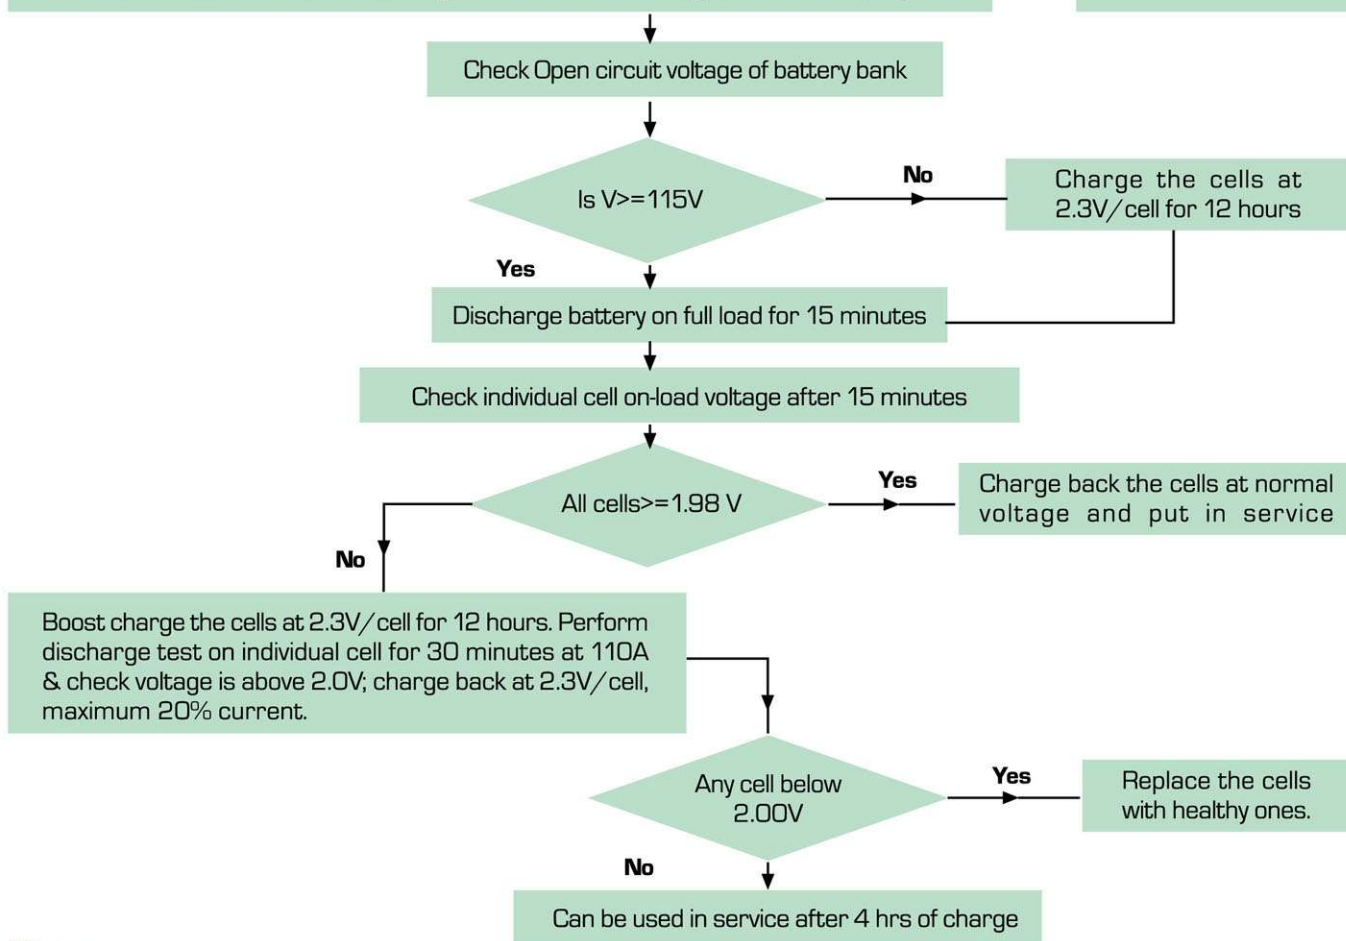 Check Open circuit voltage of battery bank
Is V>=115V
No
Charge the cells at
2.3V/cell for 12 hours
Yes
Discharge battery on full load for 15 minutes
Check individual cell on-load voltage after 15 minutes
All cells>=1.98 V
Yes
Charge back the cells at normal
voltage and put in service
No
Boost charge the cells at 2.3V/cell for 12 hours. Perform
discharge test on individual cell for 30 minutes at 110A
& check voltage is above 2.0V; charge back at 2.3V/cell,
maximum 20% current.
Any cell below
2.00V
Yes
Replace the cells
with healthy ones.
No
Can be used in service after 4 hrs of charge